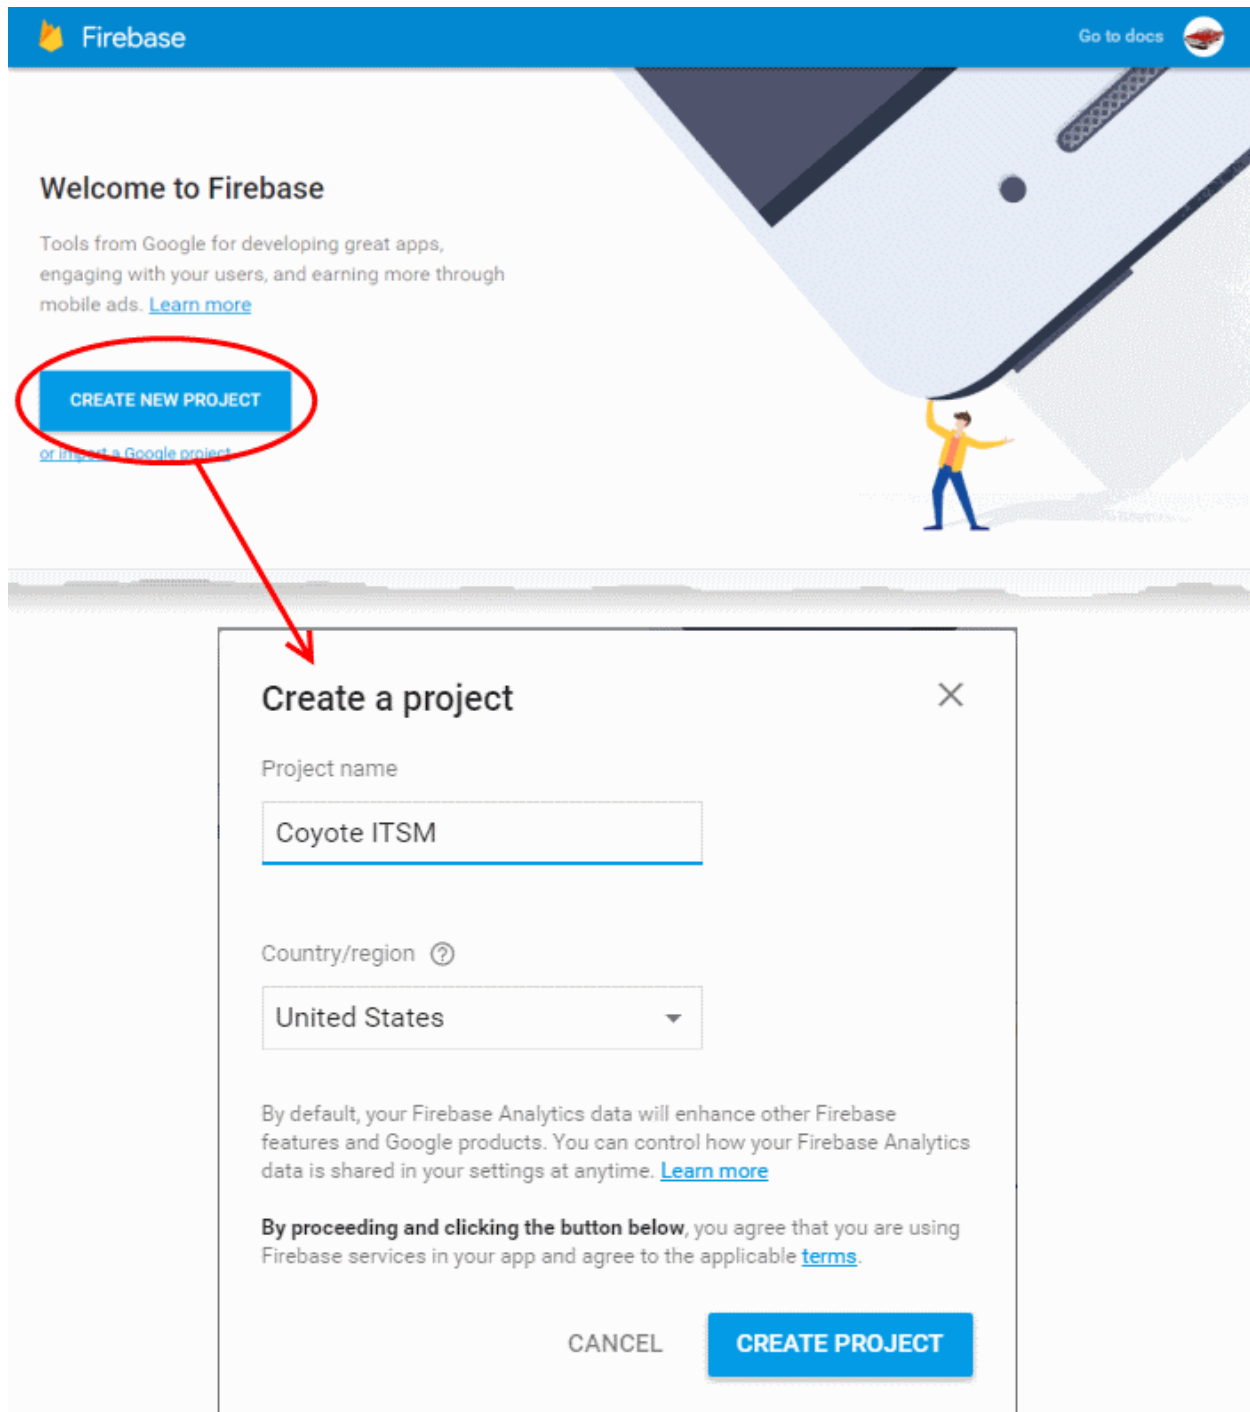 Firebase
Go to docs
Welcome to Firebase
Tools from Google for developing great apps,
engaging with your users, and earning more through
mobile ads. Learn more
CREATE NEW PROJECT
or import a Google project
Create a project
Project name
Coyote ITSM
Country/region ?
United States
By default, your Firebase Analytics data will enhance other Firebase
features and Google products. You can control how your Firebase Analytics
data is shared in your settings at anytime. Learn more
By proceeding and clicking the button below, you agree that you are using
Firebase services in your app and agree to the applicable terms.
CANCEL
CREATE PROJECT